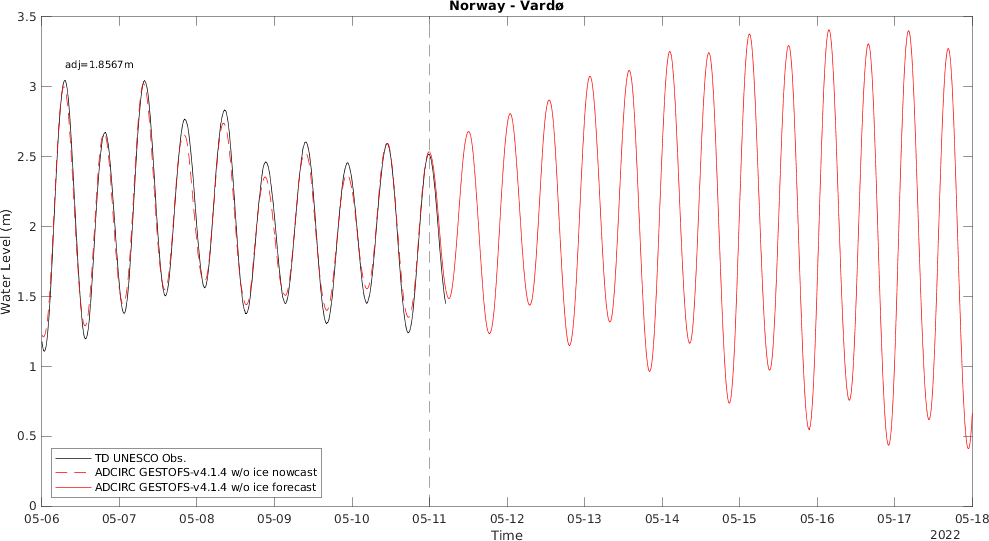 Norway - Vardø
3.5
adj=1.8567m
3
2.5
2
Water Level (m)
1.5
1
0.5
TD UNESCO Obs.
ADCIRC GESTOFS-v4.1.4 w/o ice nowcast
ADCIRC GESTOFS-v4.1.4 w/o ice forecast
0
05-06 05-07 05-08 05-09 05-10 05-11 05-12 05-13 05-14 05-15 05-16 05-17 05-18
Time
2022